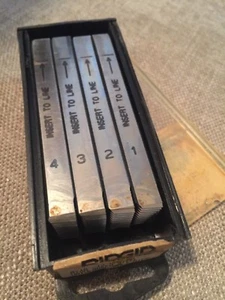 INSERT TO LINE
4
INSERT TO LINE
3
INSERT TO LINE
2
INSERT TO LINE
1
RIDGID